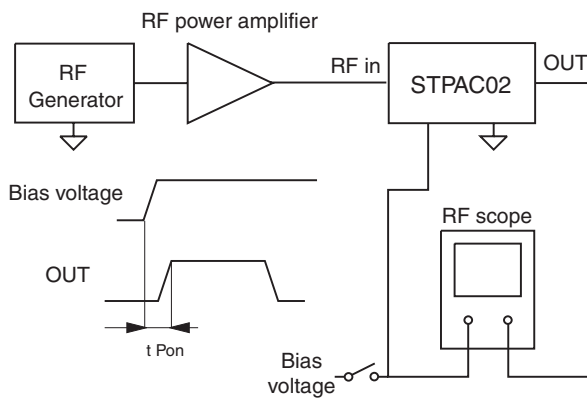 RF power amplifier
RF
Generator
RF in
STPAC02
OUT
Bias voltage
OUT
t Pon
RF scope
Bias
voltage